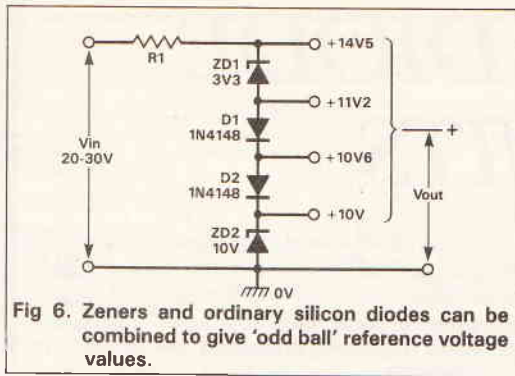 R1
+14V5
ZD1
3V3
+11V2
D1
1N4148
Vin
20-30V
+10V6
+
D2
1N4148
Vout
+10V
ZD2
10V
0V
Fig 6. Zeners and ordinary silicon diodes can be
combined to give ‘odd ball’ reference voltage
values.